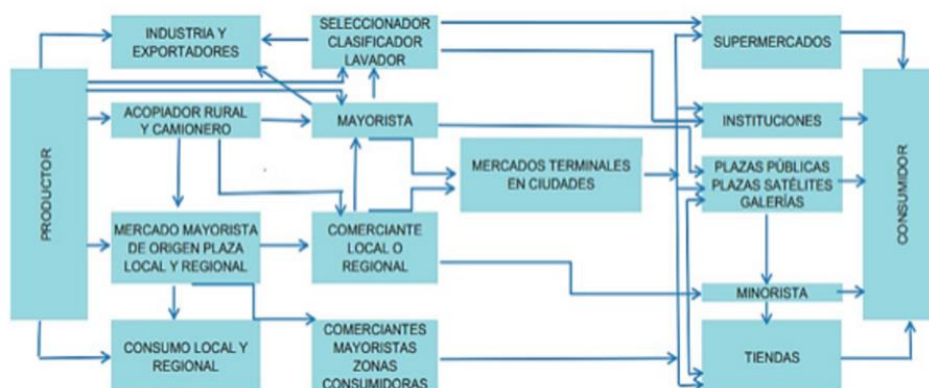 PRODUCTOR
INDUSTRIA Y
EXPORTADORES
ACOPIADOR RURAL
Y CAMIONERO
MERCADO MAYORISTA
DE ORIGEN PLAZA
LOCAL Y REGIONAL
CONSUMO LOCAL Y
REGIONAL
SELECCIONADOR
CLASIFICADOR
LAVADOR
MAYORISTA
COMERCIANTE
LOCAL O
REGIONAL
COMERCIANTES
MAYORISTAS
ZONAS
CONSUMIDORAS
MERCADOS TERMINALES
EN CIUDADES
SUPERMERCADOS
INSTITUCIONES
PLAZAS PÚBLICAS
PLAZAS SATÉLITES
GALERÍAS
MINORISTA
TIENDAS
CONSUMIDOR